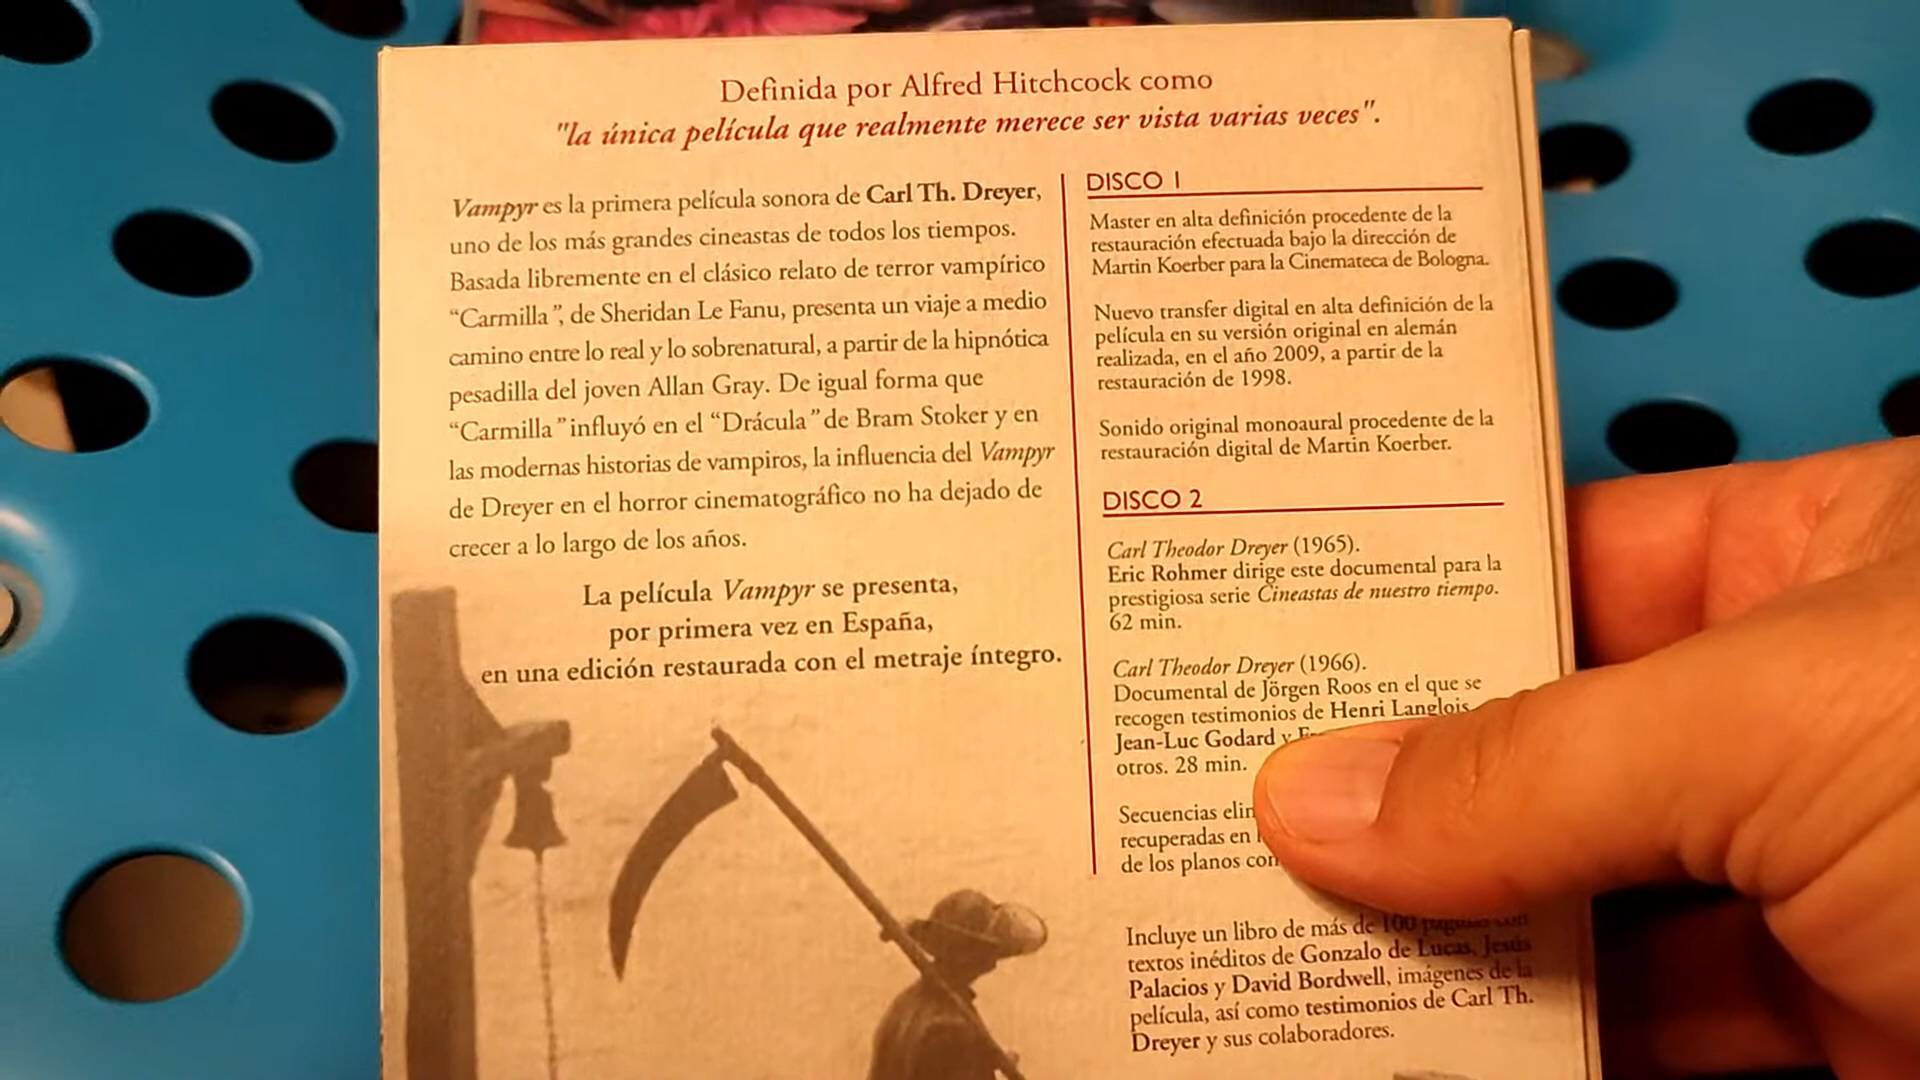 Definida por Alfred Hitchcock como
"la única película que realmente merece ser vista varias veces".
Vampyr es la primera película sonora de Carl Th. Dreyer,
uno de los más grandes cineastas de todos los tiempos.
Basada libremente en el clásico relato de terror vampírico
“Carmilla”, de Sheridan Le Fanu, presenta un viaje a medio
camino entre lo real y lo sobrenatural, a partir de la hipnótica
pesadilla del joven Allan Gray. De igual forma que
“Carmilla” influyó en el “Drácula” de Bram Stoker y en
las modernas historias de vampiros, la influencia del Vampyr
de Dreyer en el horror cinematográfico no ha dejado de
crecer a lo largo de los años.
La película Vampyr se presenta,
por primera vez en España,
en una edición restaurada con el metraje íntegro.
DISCO 1
Master en alta definición procedente de la
restauración efectuada bajo la dirección de
Martin Koerber para la Cinemateca de Bologna.
Nuevo transfer digital en alta definición de la
película en su versión original en alemán
realizada, en el año 2009, a partir de la
restauración de 1998.
Sonido original monoaural procedente de la
restauración digital de Martin Koerber.
DISCO 2
Carl Theodor Dreyer (1965).
Eric Rohmer dirige este documental para la
prestigiosa serie Cineastas de nuestro tiempo.
62 min.
Carl Theodor Dreyer (1966).
Documental de Jörgen Roos en el que se
recogen testimonios de Henri Langlois,
Jean-Luc Godard y
otros. 28 min.
Secuencias
recuperadas en
de los planos
Incluye un libro de más de 100 páginas con
textos inéditos de Gonzalo de Lucas, Jesús
Palacios y David Bordwell, imágenes de la
película, así como testimonios de Carl Th.
Dreyer y sus colaboradores.